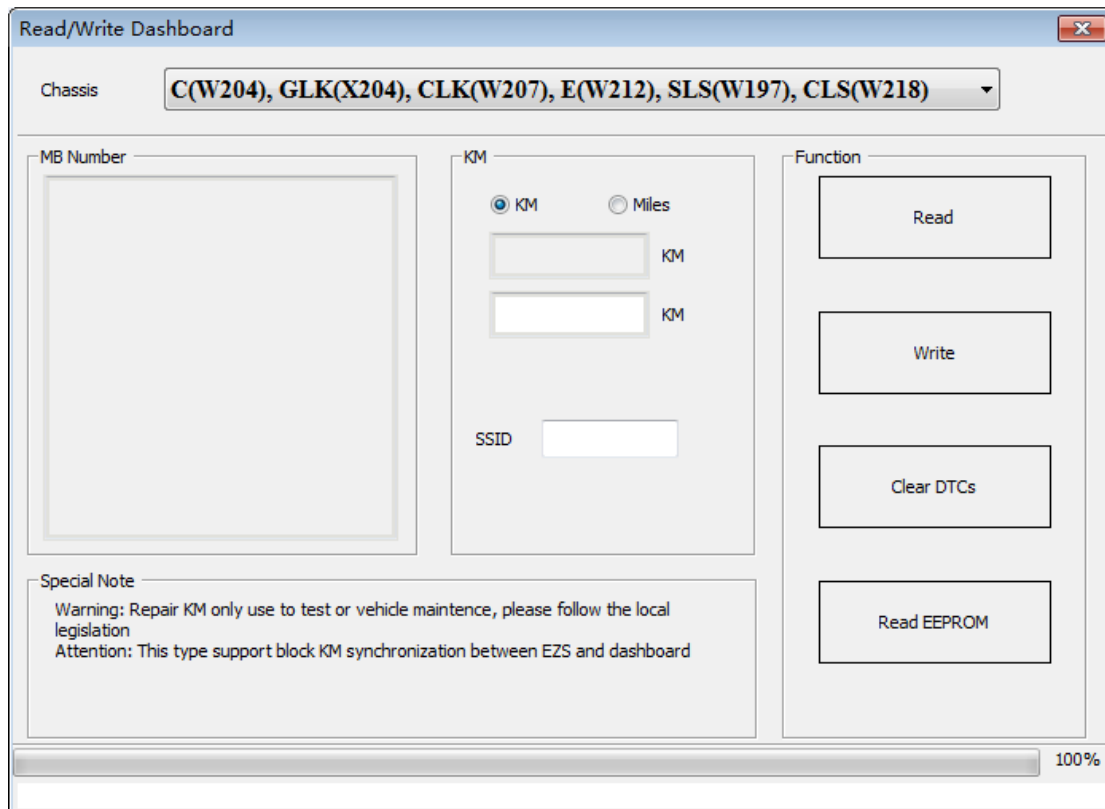 Read/Write Dashboard
Chassis
C(W204), GLK(X204), CLK(W207), E(W212), SLS(W197), CLS(W218)
MB Number
KM
KM
Miles
KM
KM
SSID
Function
Read
Write
Clear DTCs
Read EEPROM
Special Note
Warning: Repair KM only use to test or vehicle maintence, please follow the local
legislation
Attention: This type support block KM synchronization between EZS and dashboard
100%